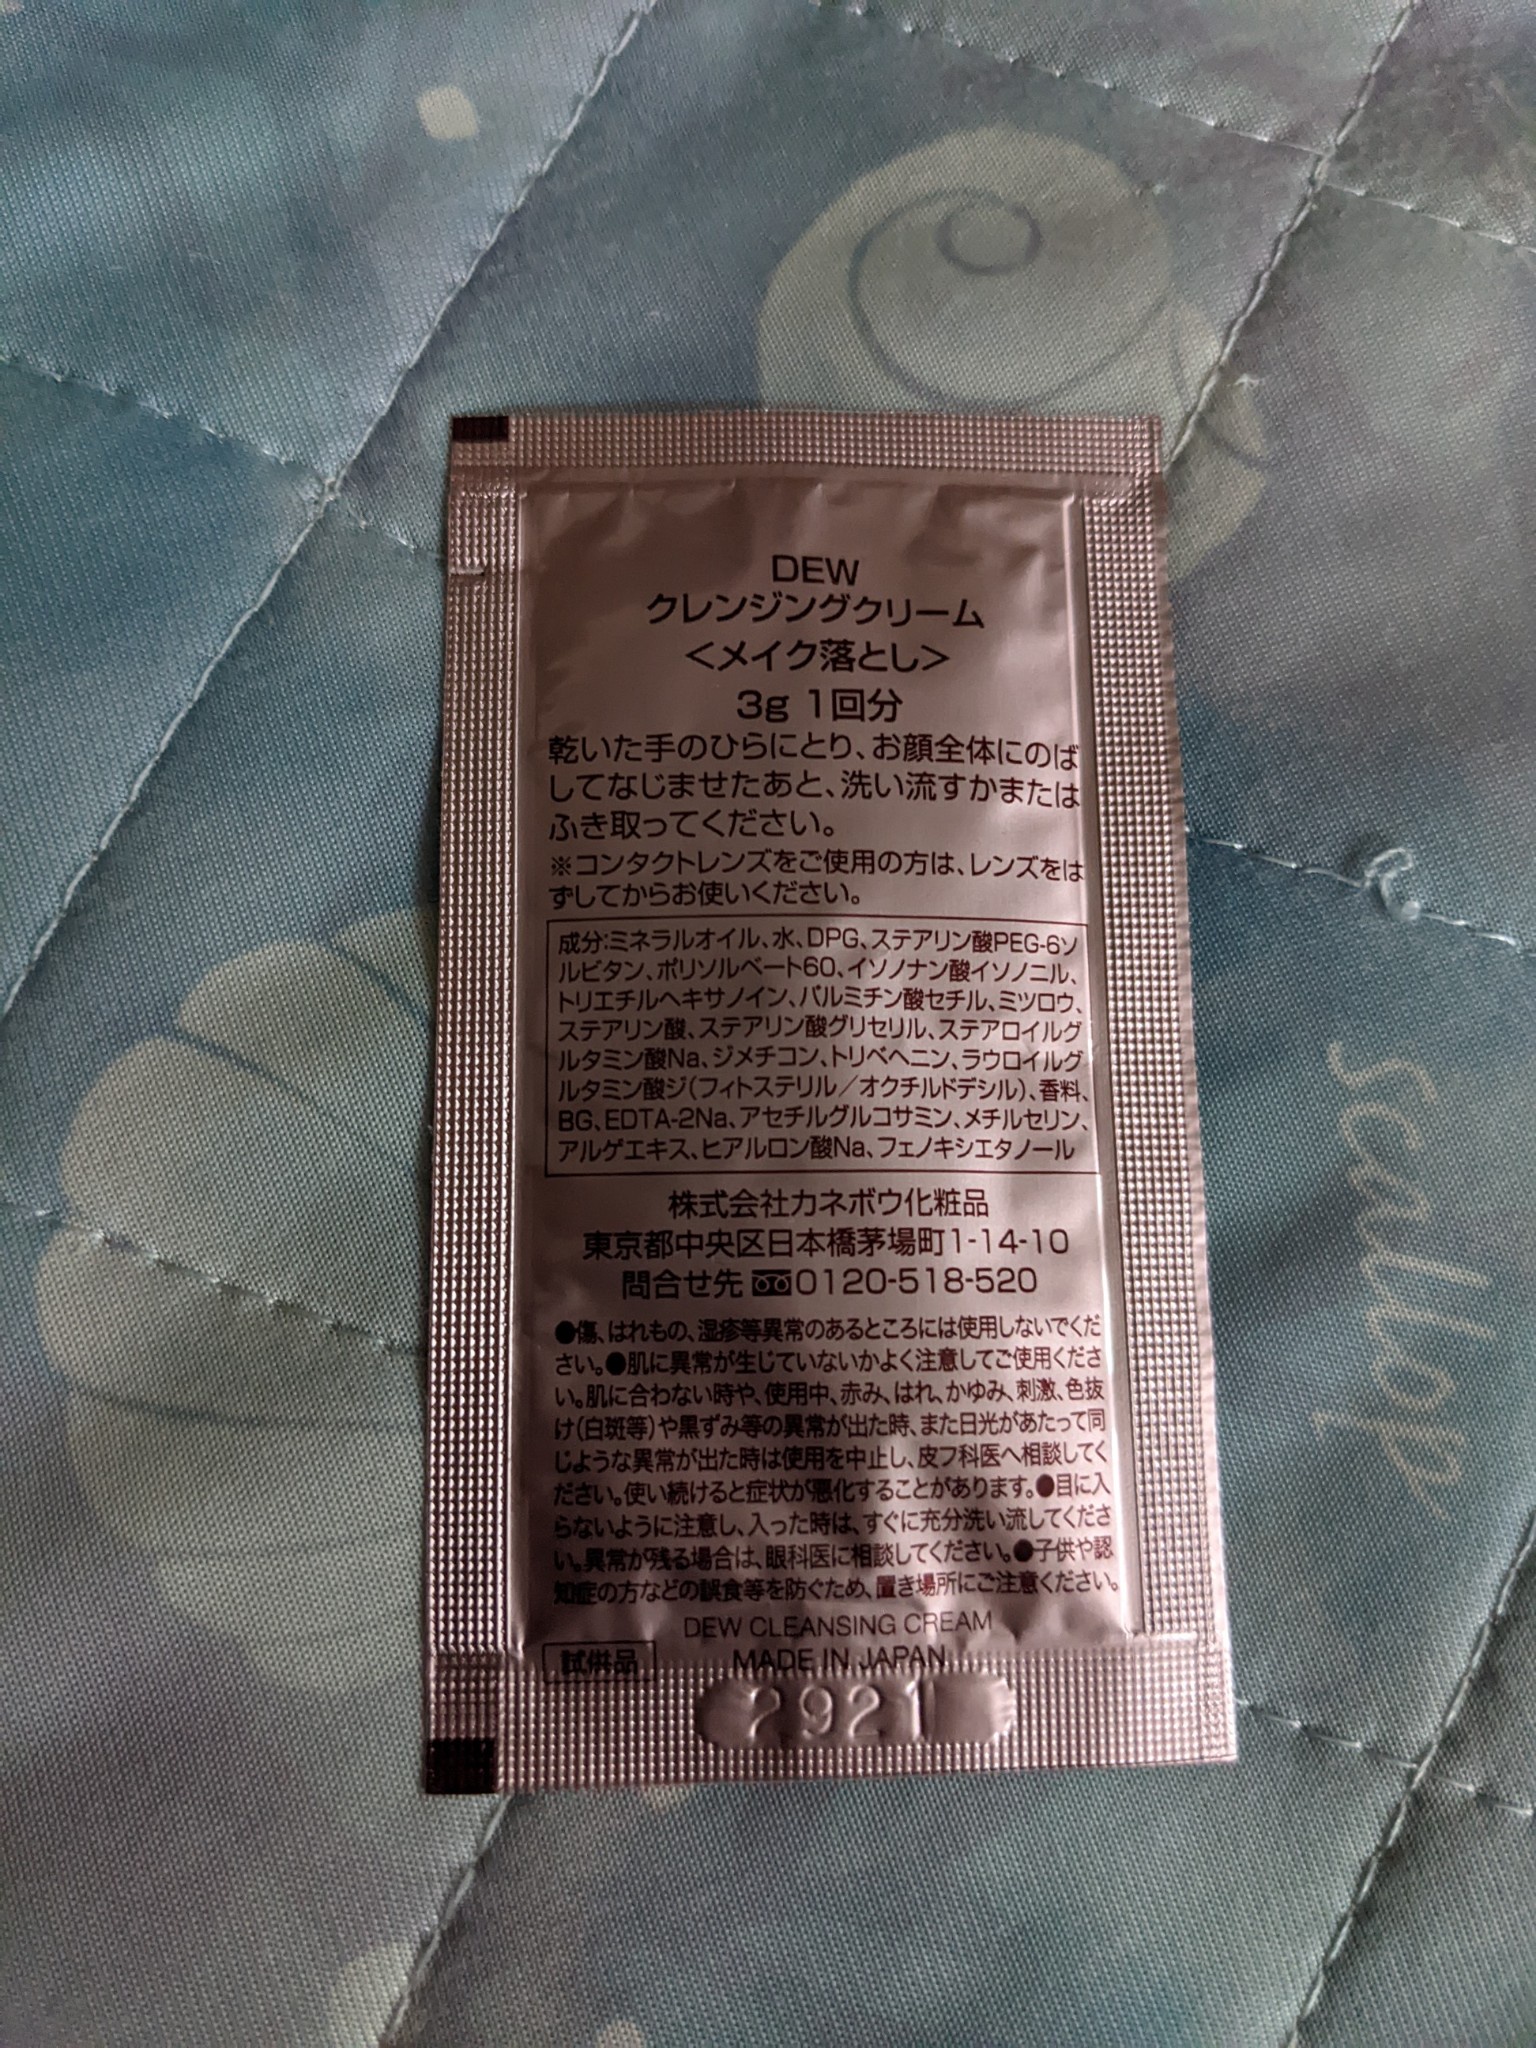 DEW
クレンジングクリーム
<メイク落とし>
3g 1回分
乾いた手のひらにとり、お顔全体にのば
してなじませたあと、洗い流すかまたは
ふき取ってください。
※コンタクトレンズをご使用の方は、レンズをは
ずしてからお使いください。
成分:ミネラルオイル、水、DPG、ステアリン酸PEG-6ソ
ルビタン、ポリソルベート60、イソノナン酸イソノニル、
トリエチルヘキサノイン、パルミチン酸セチル、ミツロウ、
ステアリン酸、ステアリン酸グリセリル、ステアロイルグ
ルタミン酸Na、ジメチコン、トリベヘニン、ラウロイルグ
ルタミン酸ジ(フィトステリル/オクチルドデシル)、香料、
BG、EDTA-2Na、アセチルグルコサミン、メチルセリン、
アルゲエキス、ヒアルロン酸Na、フェノキシエタノール
株式会社カネボウ化粧品
東京都中央区日本橋茅場町1-14-10
問合せ先 0120-518-520
●傷、はれもの、湿疹等異常のあるところには使用しないでくだ
さい。●肌に異常が生じていないかよく注意してご使用くださ
い。肌に合わない時や、使用中、赤み、はれ、かゆみ、刺激、色抜
け(白斑等)や黒ずみ等の異常が出た時、また日光があたって同
じような異常が出た時は使用を中止し、皮フ科医へ相談してく
ださい。使い続けると症状が悪化することがあります。●目に入
らないように注意し、入った時は、すぐに充分洗い流してくださ
い。異常が残る場合は、眼科医に相談してください。●子供や認
知症の方などの誤食等を防ぐため、置き場所にご注意ください。
DEW CLEANSING CREAM
試供品 MADE IN JAPAN
2921
scallop